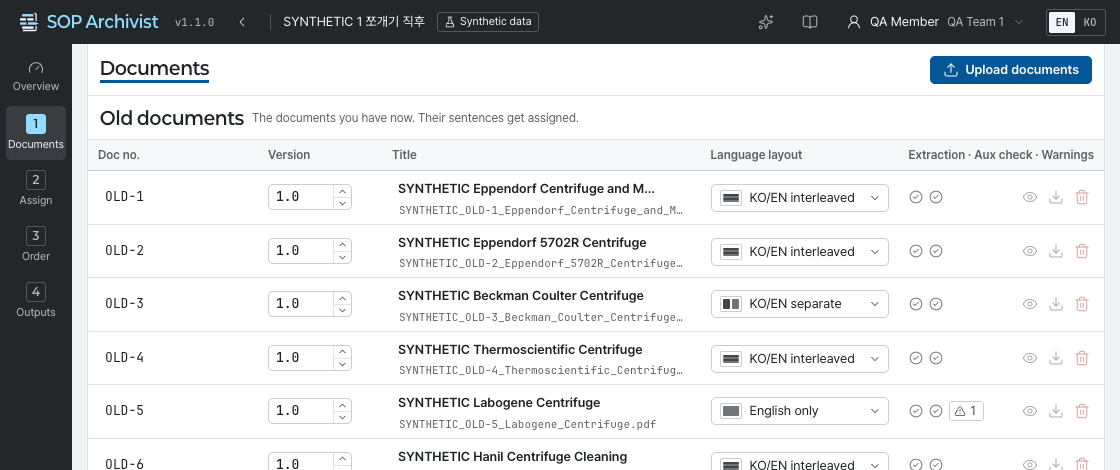 SOP Archivist v1.1.0 SYNTHETIC 1 쪼개기 직후 Synthetic data QA Member QA Team 1 EN KO
Overview
1
Documents
2
Assign
3
Order
4
Outputs
Documents
Upload documents
Old documents The documents you have now. Their sentences get assigned.
Doc no. Version Title Language layout Extraction · Aux check · Warnings
OLD-1 1.0 SYNTHETIC Eppendorf Centrifuge and M... KO/EN interleaved
SYNTHETIC_OLD-1_Eppendorf_Centrifuge_and_M…
OLD-2 1.0 SYNTHETIC Eppendorf 5702R Centrifuge KO/EN interleaved
SYNTHETIC_OLD-2_Eppendorf_5702R_Centrifuge…
OLD-3 1.0 SYNTHETIC Beckman Coulter Centrifuge KO/EN separate
SYNTHETIC_OLD-3_Beckman_Coulter_Centrifuge…
OLD-4 1.0 SYNTHETIC Thermoscientific Centrifuge KO/EN interleaved
SYNTHETIC_OLD-4_Thermoscientific_Centrifug…
OLD-5 1.0 SYNTHETIC Labogene Centrifuge English only 1
SYNTHETIC_OLD-5_Labogene_Centrifuge.pdf
OLD-6 1.0 SYNTHETIC Hanil Centrifuge Cleaning KO/EN interleaved